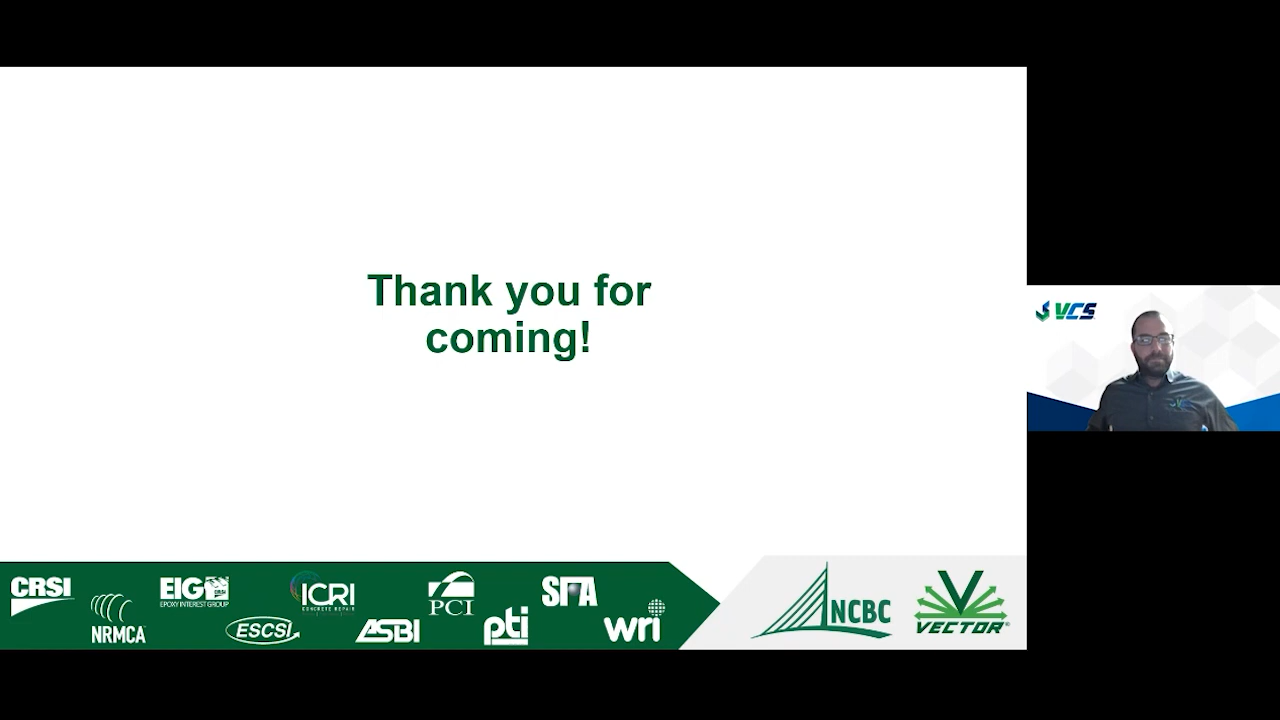 Thank you for
coming!
VCS
CRSI
NRMCA
EIG
EPOXY INTEREST GROUP
ESCSI
ICRI
CONCRETE REPAIR
ASBI
PCI
pti
SFA
wri
NCBC
VECTOR®